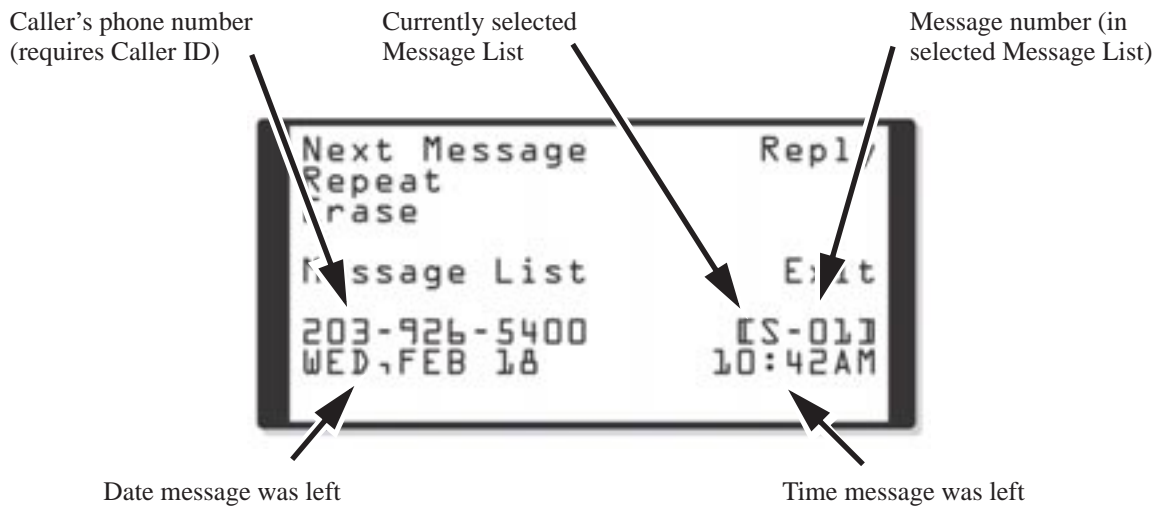 Caller's phone number
(requires Caller ID)
Currently selected
Message List
Message number (in
selected Message List)
Next Message Reply
Repeat
Erase
Message List Exit
203-926-5400 [S-01]
WED,FEB 18 10:42AM
Date message was left
Time message was left